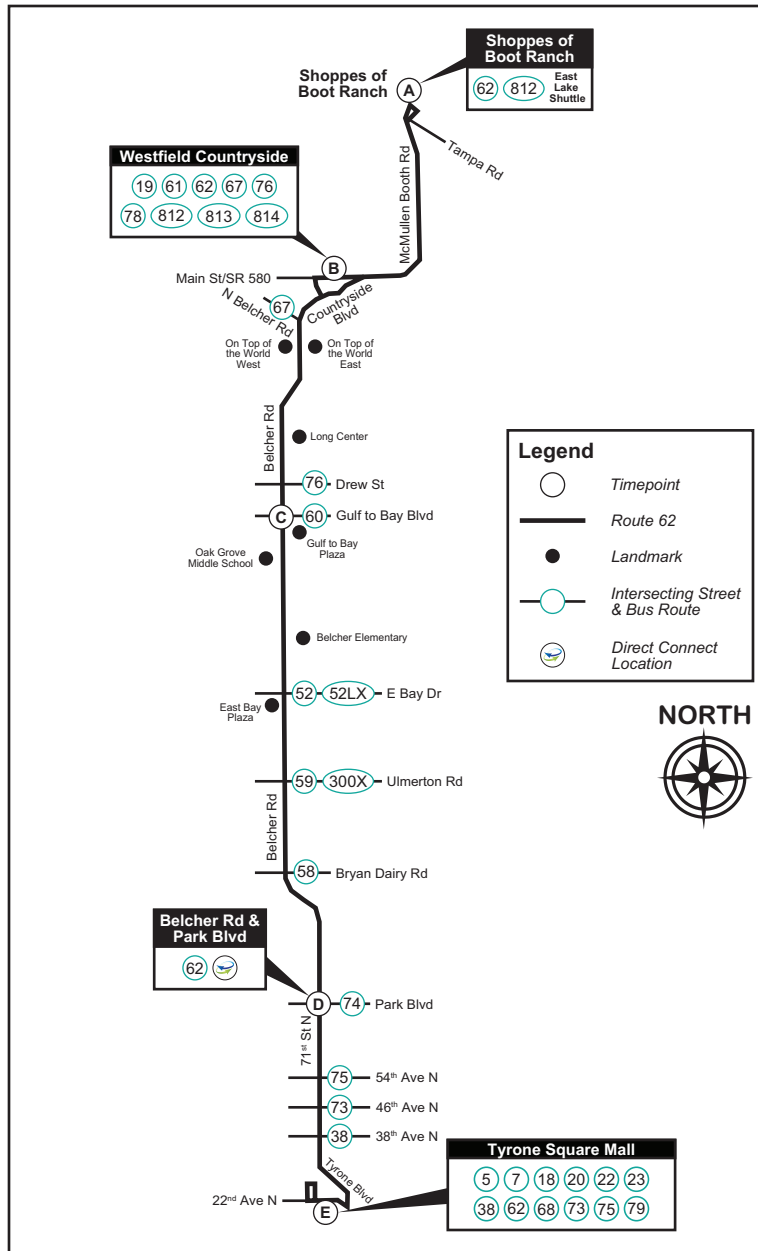 Shoppes of
Boot Ranch
62 812 East
Lake
Shuttle
Shoppes of
Boot Ranch
A
Tampa Rd
McMullen Booth Rd
Westfield Countryside
19 61 62 67 76
78 812 813 814
B
Main St/SR 580
Countryside
Blvd
N Belcher Rd
67
On Top of
the World
West
On Top of
the World
East
Belcher Rd
Long Center
76 Drew St
C 60 Gulf to Bay Blvd
Gulf to Bay
Plaza
Oak Grove
Middle School
Belcher Elementary
52 52LX E Bay Dr
East Bay
Plaza
59 300X Ulmerton Rd
Belcher Rd
58 Bryan Dairy Rd
Belcher Rd &
Park Blvd
62
D 74 Park Blvd
71st St N
75 54th Ave N
73 46th Ave N
38 38th Ave N
Tyrone Blvd
22nd Ave N
E
Tyrone Square Mall
5 7 18 20 22 23
38 62 68 73 75 79
Legend
Timepoint
Route 62
Landmark
Intersecting Street
& Bus Route
Direct Connect
Location
NORTH